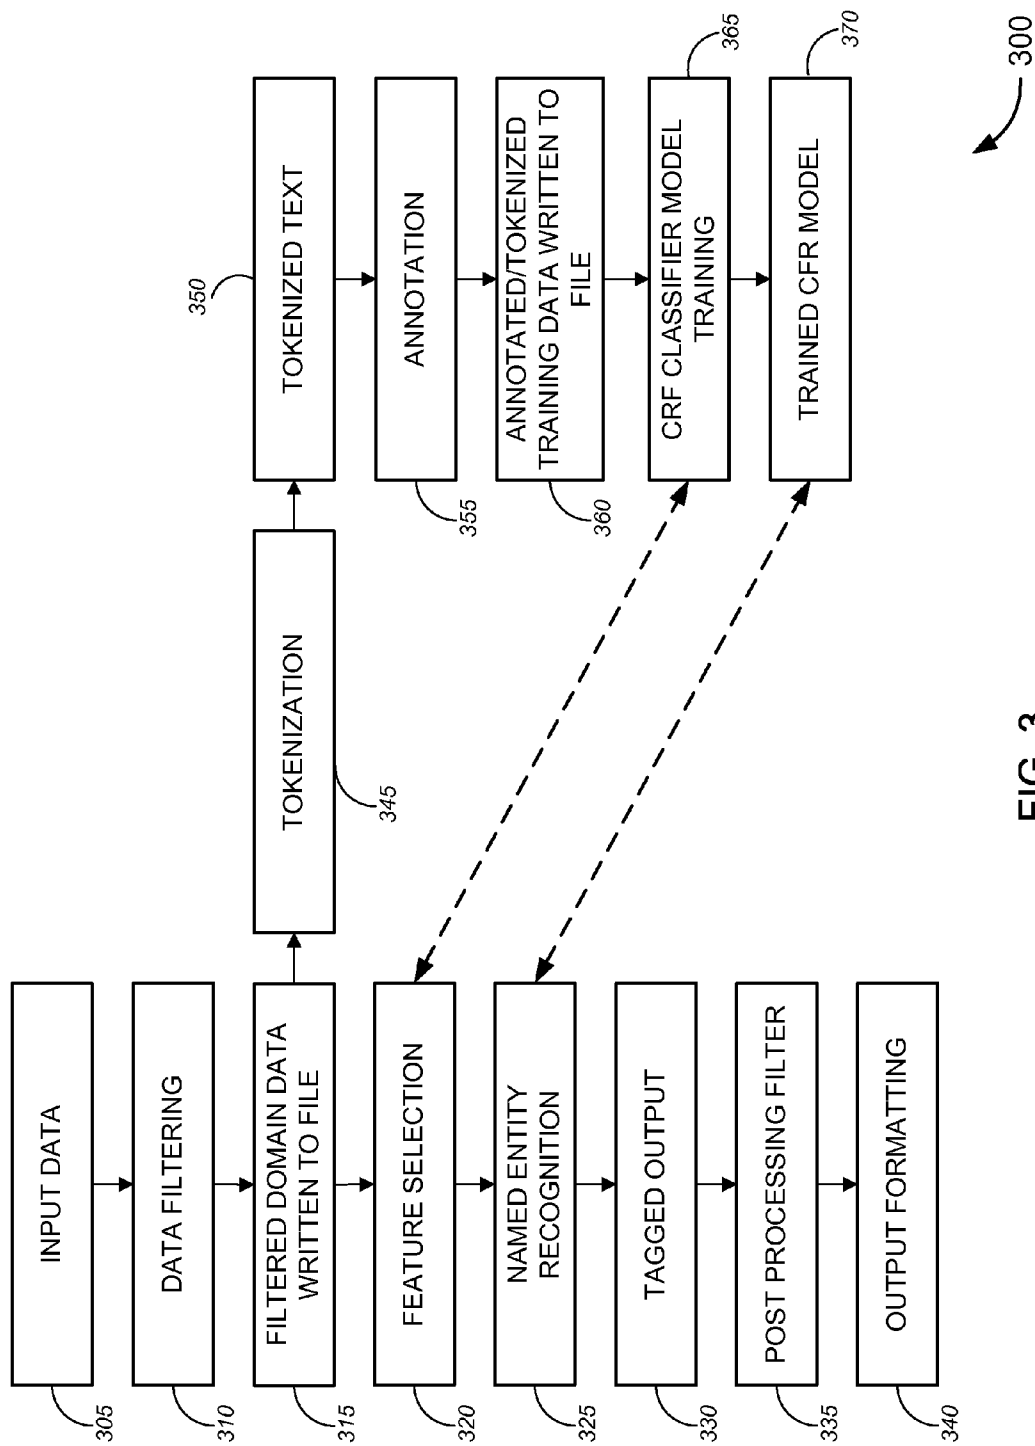 INPUT DATA
305
DATA FILTERING
310
FILTERED DOMAIN DATA
WRITTEN TO FILE
315
FEATURE SELECTION
320
NAMED ENTITY
RECOGNITION
325
TAGGED OUTPUT
330
POST PROCESSING FILTER
335
OUTPUT FORMATTING
340
TOKENIZATION
345
TOKENIZED TEXT
350
ANNOTATION
355
ANNOTATED/TOKENIZED
TRAINING DATA WRITTEN TO
FILE
360
CRF CLASSIFIER MODEL
TRAINING
365
TRAINED CFR MODEL
370
300
FIG. 3